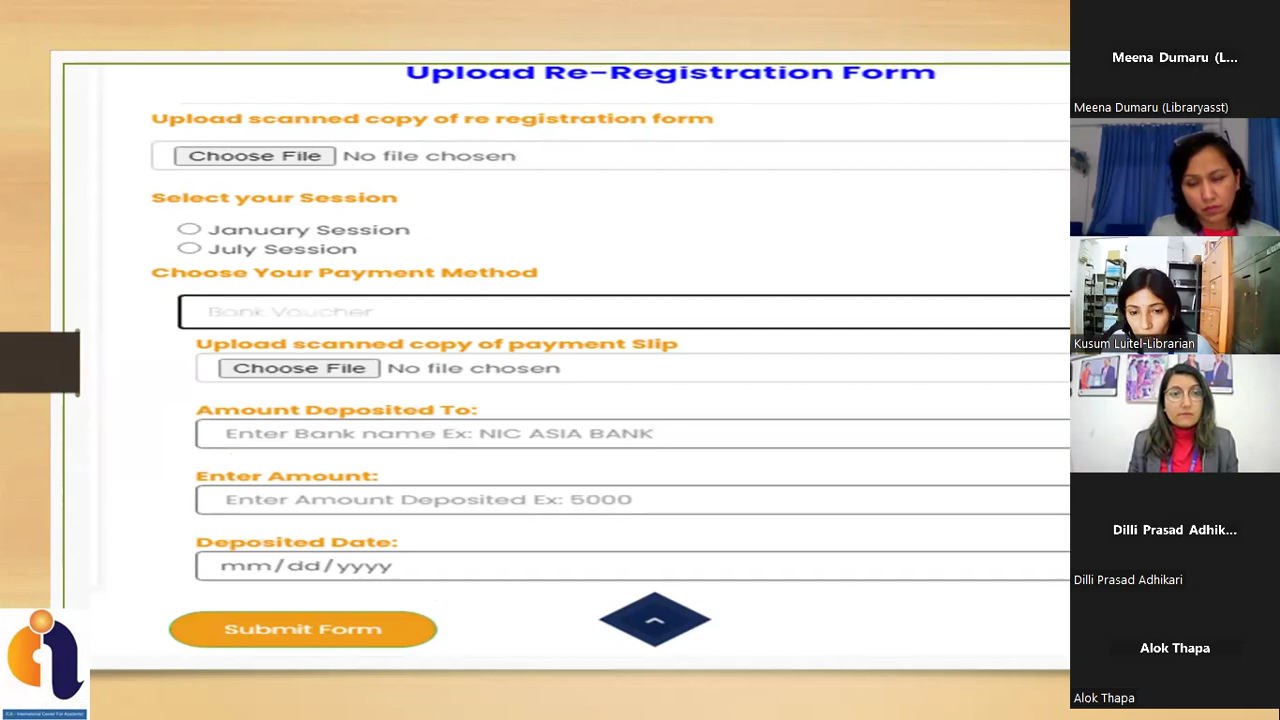 Upload Re-Registration Form
Upload scanned copy of re registration form
Choose File No file chosen
Select your Session
January Session
July Session
Choose Your Payment Method
Bank Voucher
Upload scanned copy of payment Slip
Choose File No file chosen
Amount Deposited To:
Enter Bank name Ex: NIC ASIA BANK
Enter Amount:
Enter Amount Deposited Ex: 5000
Deposited Date:
mm/dd/yyyy
Submit Form
Meena Dumaru (L...
Meena Dumaru (Libraryasst)
Kusum Luitel-Librarian
Dilli Prasad Adhik...
Dilli Prasad Adhikari
Alok Thapa
Alok Thapa